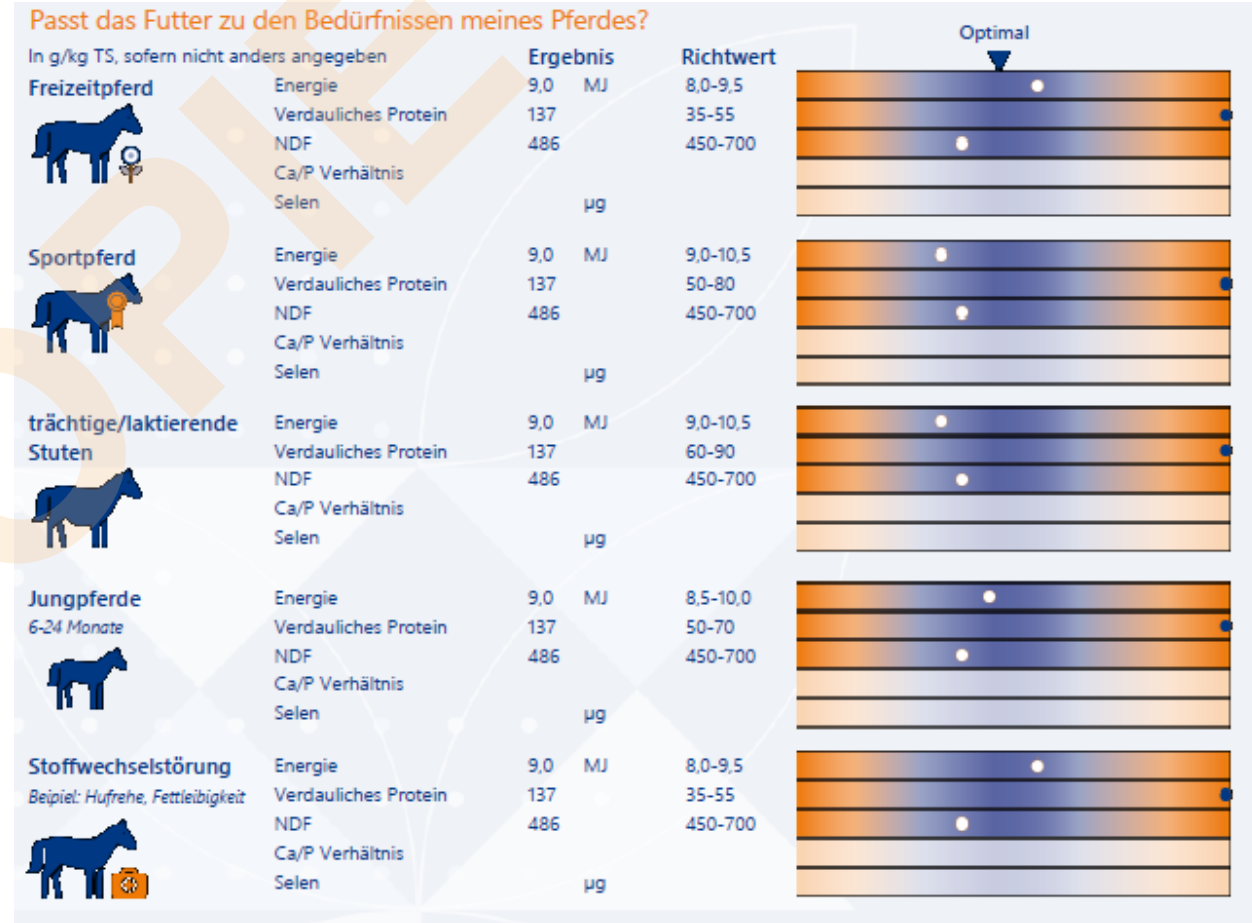 Passt das Futter zu den Bedürfnissen meines Pferdes?
Optimal
In g/kg TS, sofern nicht anders angegeben Ergebnis Richtwert
Freizeitpferd Energie 9,0 MJ 8,0-9,5
Verdauliches Protein 137 35-55
NDF 486 450-700
Ca/P Verhältnis
Selen µg
Sportpferd Energie 9,0 MJ 9,0-10,5
Verdauliches Protein 137 50-80
NDF 486 450-700
Ca/P Verhältnis
Selen µg
trächtige/laktierende Energie 9,0 MJ 9,0-10,5
Stuten Verdauliches Protein 137 60-90
NDF 486 450-700
Ca/P Verhältnis
Selen µg
Jungpferde Energie 9,0 MJ 8,5-10,0
6-24 Monate Verdauliches Protein 137 50-70
NDF 486 450-700
Ca/P Verhältnis
Selen µg
Stoffwechselstörung Energie 9,0 MJ 8,0-9,5
Beipiel: Hufrehe, Fettleibigkeit Verdauliches Protein 137 35-55
NDF 486 450-700
Ca/P Verhältnis
Selen µg
OPIE